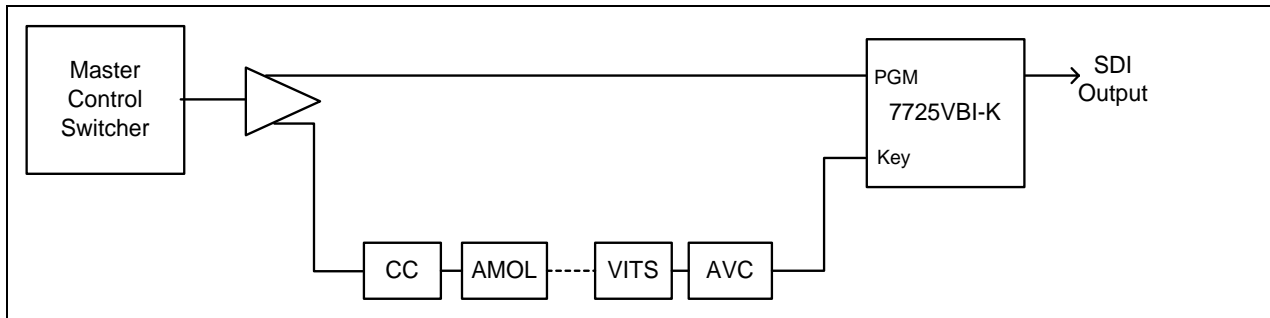 Master
Control
Switcher
PGM
7725VBI-K
Key
SDI
Output
CC
AMOL
VITS
AVC